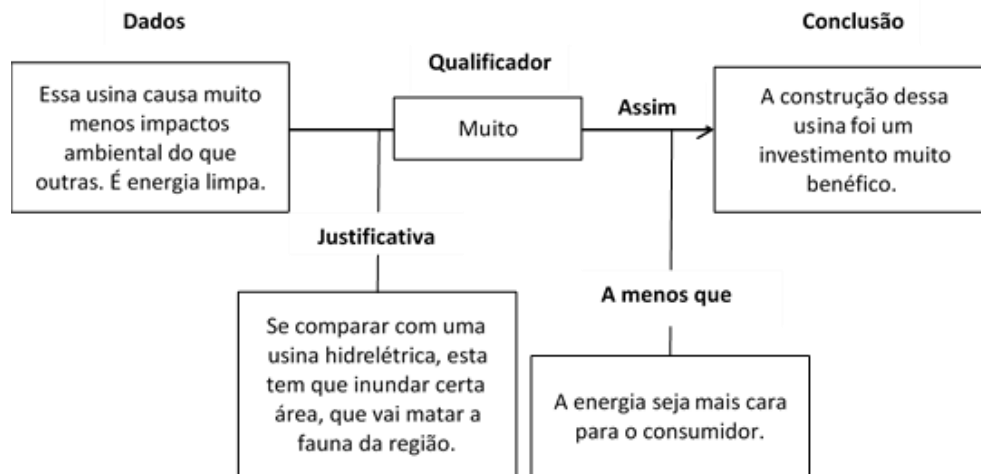 Dados
Conclusão
Qualificador
Essa usina causa muito
menos impactos
ambiental do que
outras. É energia limpa.
Muito
Assim
A construção dessa
usina foi um
investimento muito
benéfico.
Justificativa
A menos que
Se comparar com uma
usina hidrelétrica, esta
tem que inundar certa
área, que vai matar a
fauna da região.
A energia seja mais cara
para o consumidor.